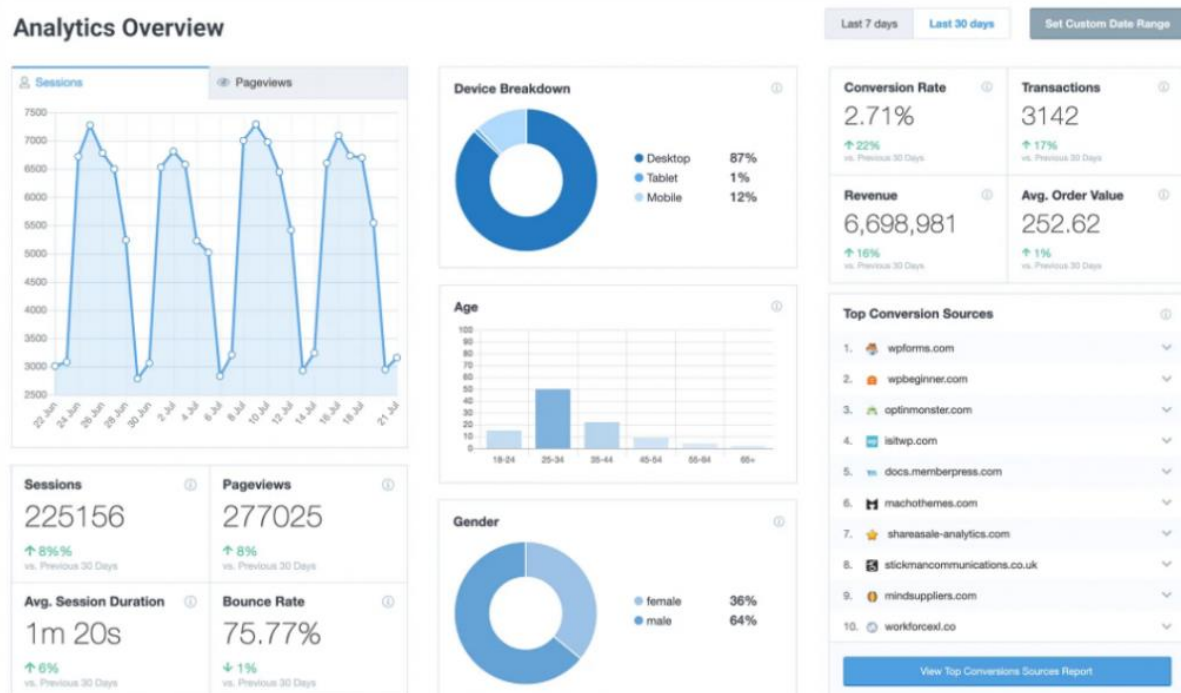 Analytics Overview
Last 7 days
Last 30 days
Set Custom Date Range
Sessions
Pageviews
7500
7000
6500
6000
5500
5000
4500
4000
3500
3000
2500
22 Jun
24 Jun
26 Jun
28 Jun
30 Jun
2 Jul
4 Jul
6 Jul
8 Jul
10 Jul
12 Jul
14 Jul
16 Jul
18 Jul
21 Jul
Sessions
225156
8%%
vs. Previous 30 Days
Pageviews
277025
8%
vs. Previous 30 Days
Avg. Session Duration
1m 20s
6%
vs. Previous 30 Days
Bounce Rate
75.77%
1%
vs. Previous 30 Days
Device Breakdown
Desktop 87%
Tablet 1%
Mobile 12%
Age
100
90
80
70
60
50
40
30
20
10
0
18-24
25-34
35-44
45-54
55-64
65+
Gender
female 36%
male 64%
Conversion Rate
2.71%
22%
vs. Previous 30 Days
Transactions
3142
17%
vs. Previous 30 Days
Revenue
6,698,981
16%
vs. Previous 30 Days
Avg. Order Value
252.62
1%
vs. Previous 30 Days
Top Conversion Sources
1. wpforms.com
2. wpbeginner.com
3. optinmonster.com
4. isitwp.com
5. docs.memberpress.com
6. machothemes.com
7. shareasale-analytics.com
8. stickmancommunications.co.uk
9. mindsuppliers.com
10. workforcexl.co
View Top Conversions Sources Report